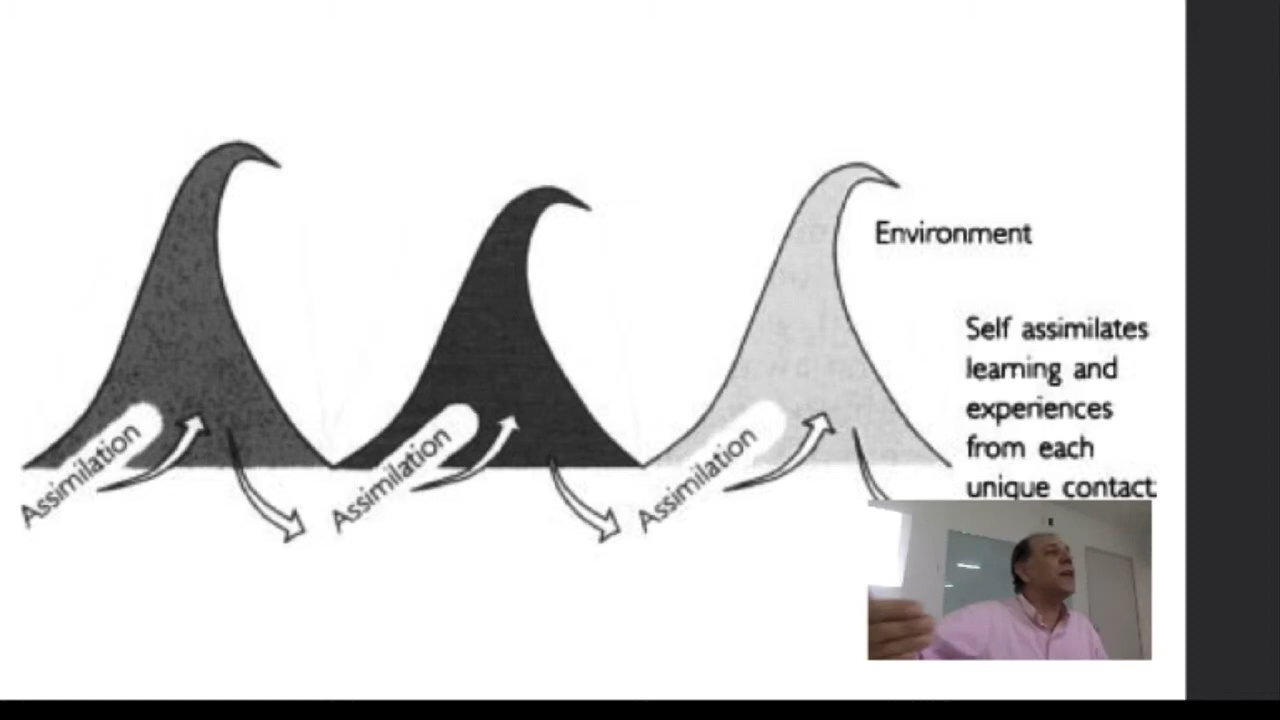 Environment
Self assimilates
learning and
experiences
from each
unique contact
Assimilation
Assimilation
Assimilation